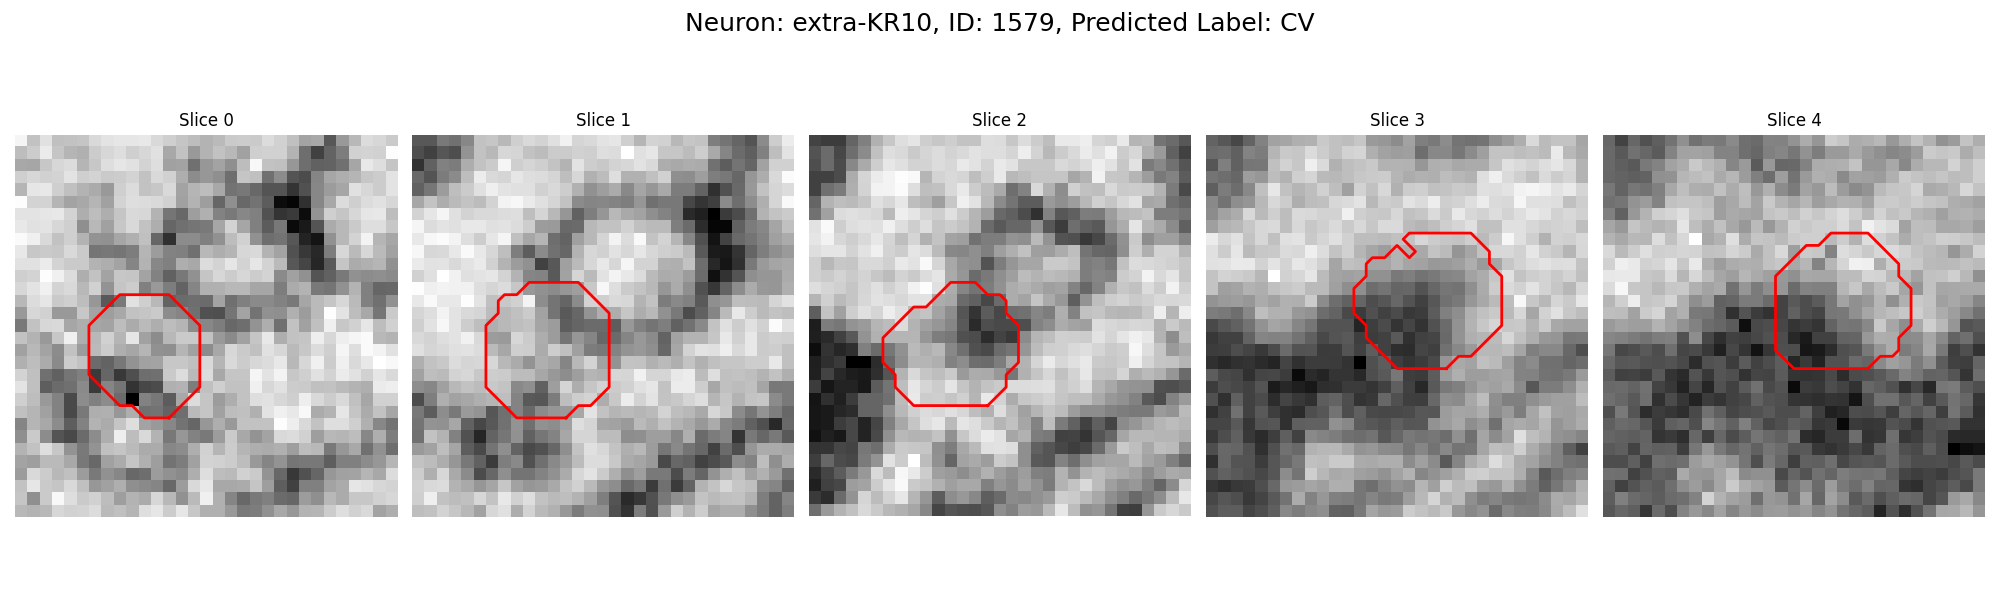 Neuron: extra-KR10, ID: 1579, Predicted Label: CV
Slice 0
Slice 1
Slice 2
Slice 3
Slice 4